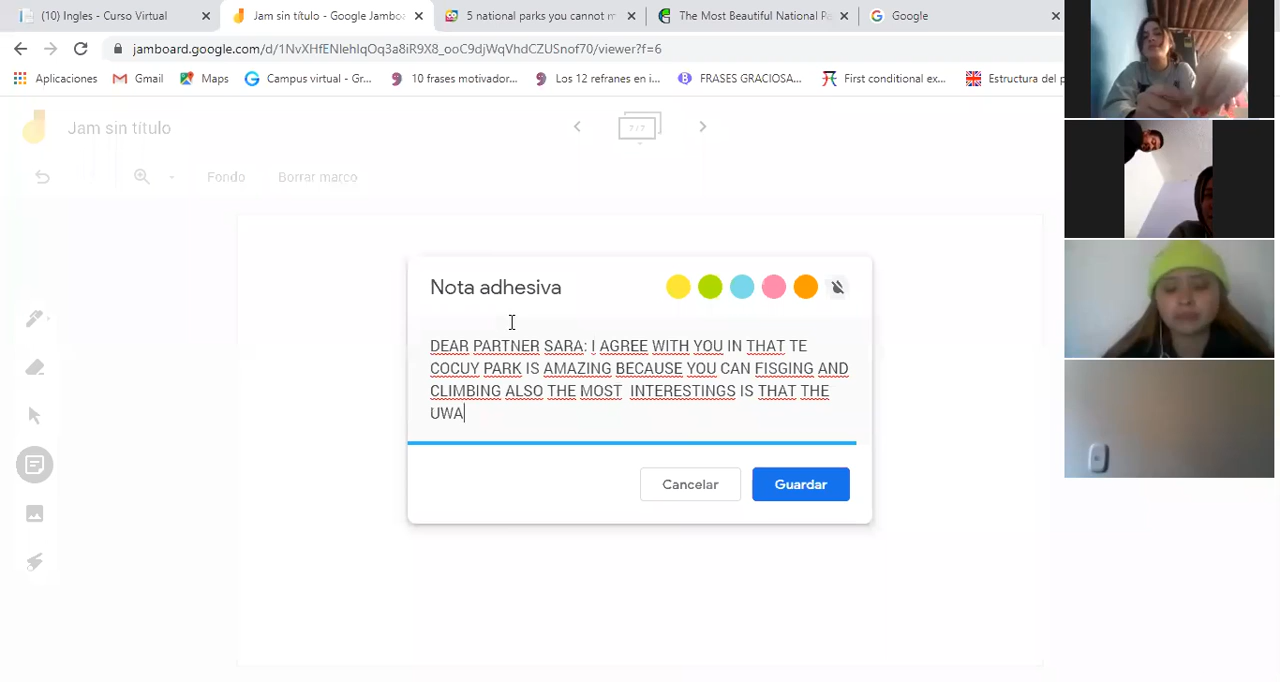 (10) Ingles - Curso Virtual
Jam sin título - Google Jamboa
5 national parks you cannot m
The Most Beautiful National Pa
Google
jamboard.google.com/d/
/viewer?f=6
Aplicaciones
Gmail
Maps
Campus virtual - Gr...
10 frases motivador...
Los 12 refranes en i...
FRASES GRACIOSA...
First conditional ex...
Estructura del p
Jam sin título
7 / 7
Fondo
Borrar marco
Nota adhesiva
DEAR PARTNER SARA: I AGREE WITH YOU IN THAT TE
COCUY PARK IS AMAZING BECAUSE YOU CAN FISGING AND
CLIMBING ALSO THE MOST  INTERESTINGS IS THAT THE
UWA
Cancelar
Guardar